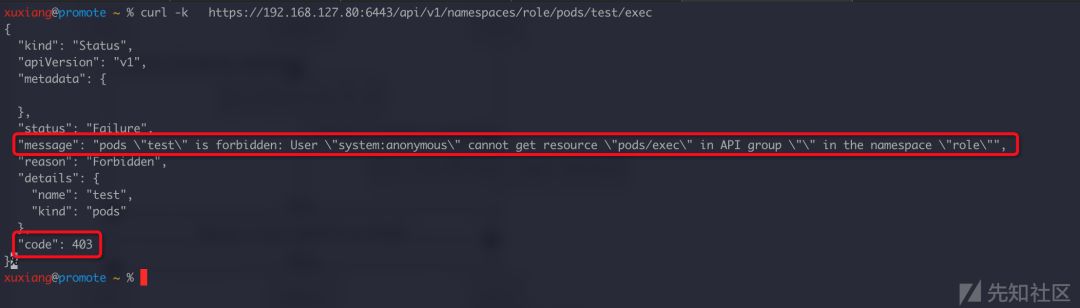 xuxiang@promote ~ % curl -k   https://192.168.127.80:6443/api/v1/namespaces/role/pods/test/exec
{
  "kind": "Status",
  "apiVersion": "v1",
  "metadata": {

  },
  "status": "Failure",
  "message": "pods \"test\" is forbidden: User \"system:anonymous\" cannot get resource \"pods/exec\" in API group \"\" in the namespace \"role\"",
  "reason": "Forbidden",
  "details": {
    "name": "test",
    "kind": "pods"
  },
  "code": 403
}%
xuxiang@promote ~ %
先知社区